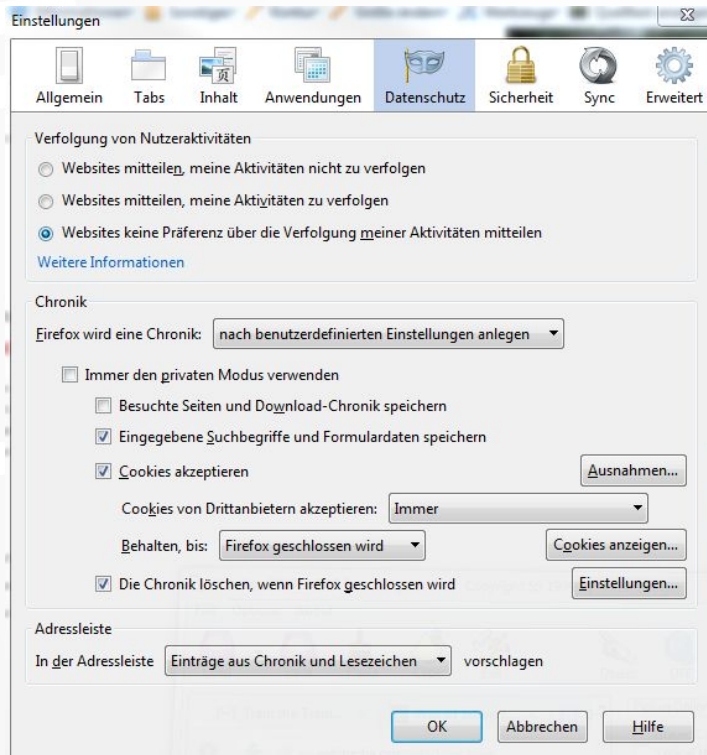 Einstellungen
Allgemein Tabs Inhalt Anwendungen Datenschutz Sicherheit Sync Erweitert
Verfolgung von Nutzeraktivitäten
Websites mitteilen, meine Aktivitäten nicht zu verfolgen
Websites mitteilen, meine Aktivitäten zu verfolgen
Websites keine Präferenz über die Verfolgung meiner Aktivitäten mitteilen
Weitere Informationen
Chronik
Firefox wird eine Chronik: nach benutzerdefinierten Einstellungen anlegen
Immer den privaten Modus verwenden
Besuchte Seiten und Download-Chronik speichern
Eingegebene Suchbegriffe und Formulardaten speichern
Cookies akzeptieren Ausnahmen...
Cookies von Drittanbietern akzeptieren: Immer
Behalten, bis: Firefox geschlossen wird Cookies anzeigen...
Die Chronik löschen, wenn Firefox geschlossen wird Einstellungen...
Adressleiste
In der Adressleiste Einträge aus Chronik und Lesezeichen vorschlagen
OK Abbrechen Hilfe